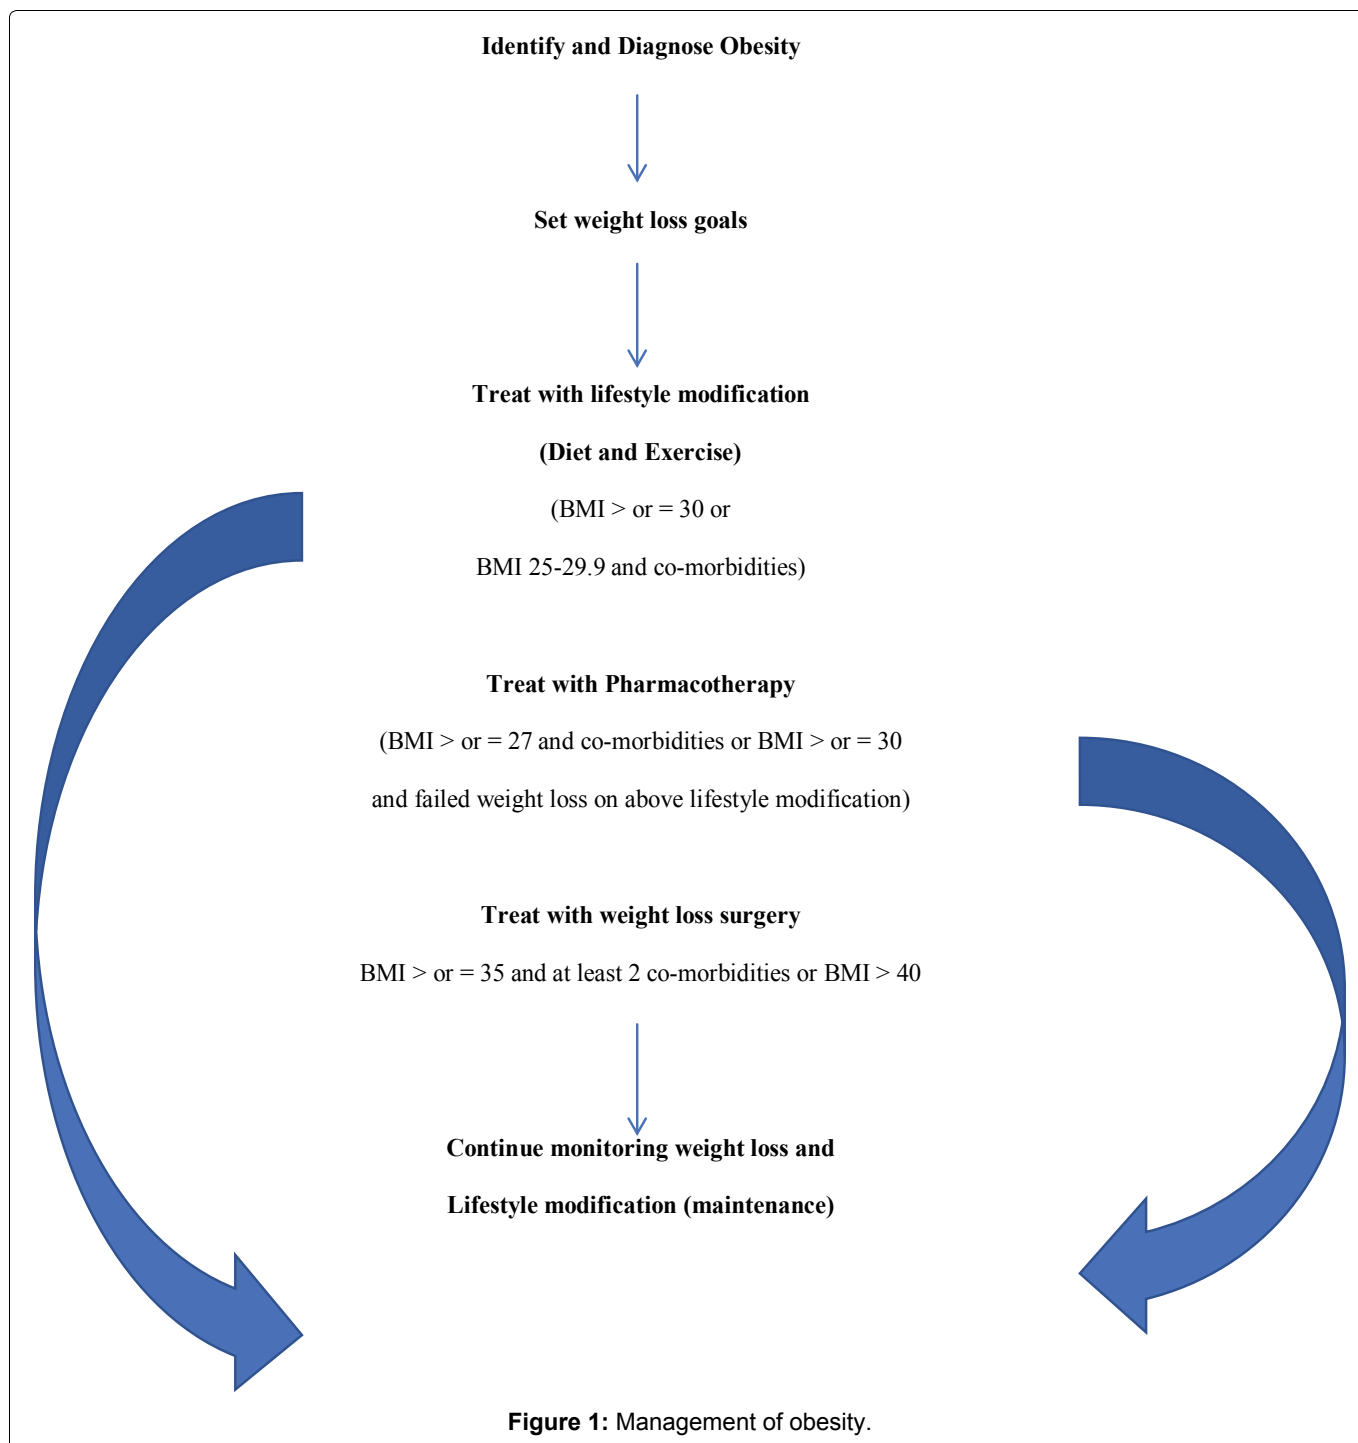 Identify and Diagnose Obesity
Set weight loss goals
Treat with lifestyle modification
(Diet and Exercise)
(BMI > or = 30 or
BMI 25-29.9 and co-morbidities)
Treat with Pharmacotherapy
(BMI > or = 27 and co-morbidities or BMI > or = 30
and failed weight loss on above lifestyle modification)
Treat with weight loss surgery
BMI > or = 35 and at least 2 co-morbidities or BMI > 40
Continue monitoring weight loss and
Lifestyle modification (maintenance)
Figure 1: Management of obesity.